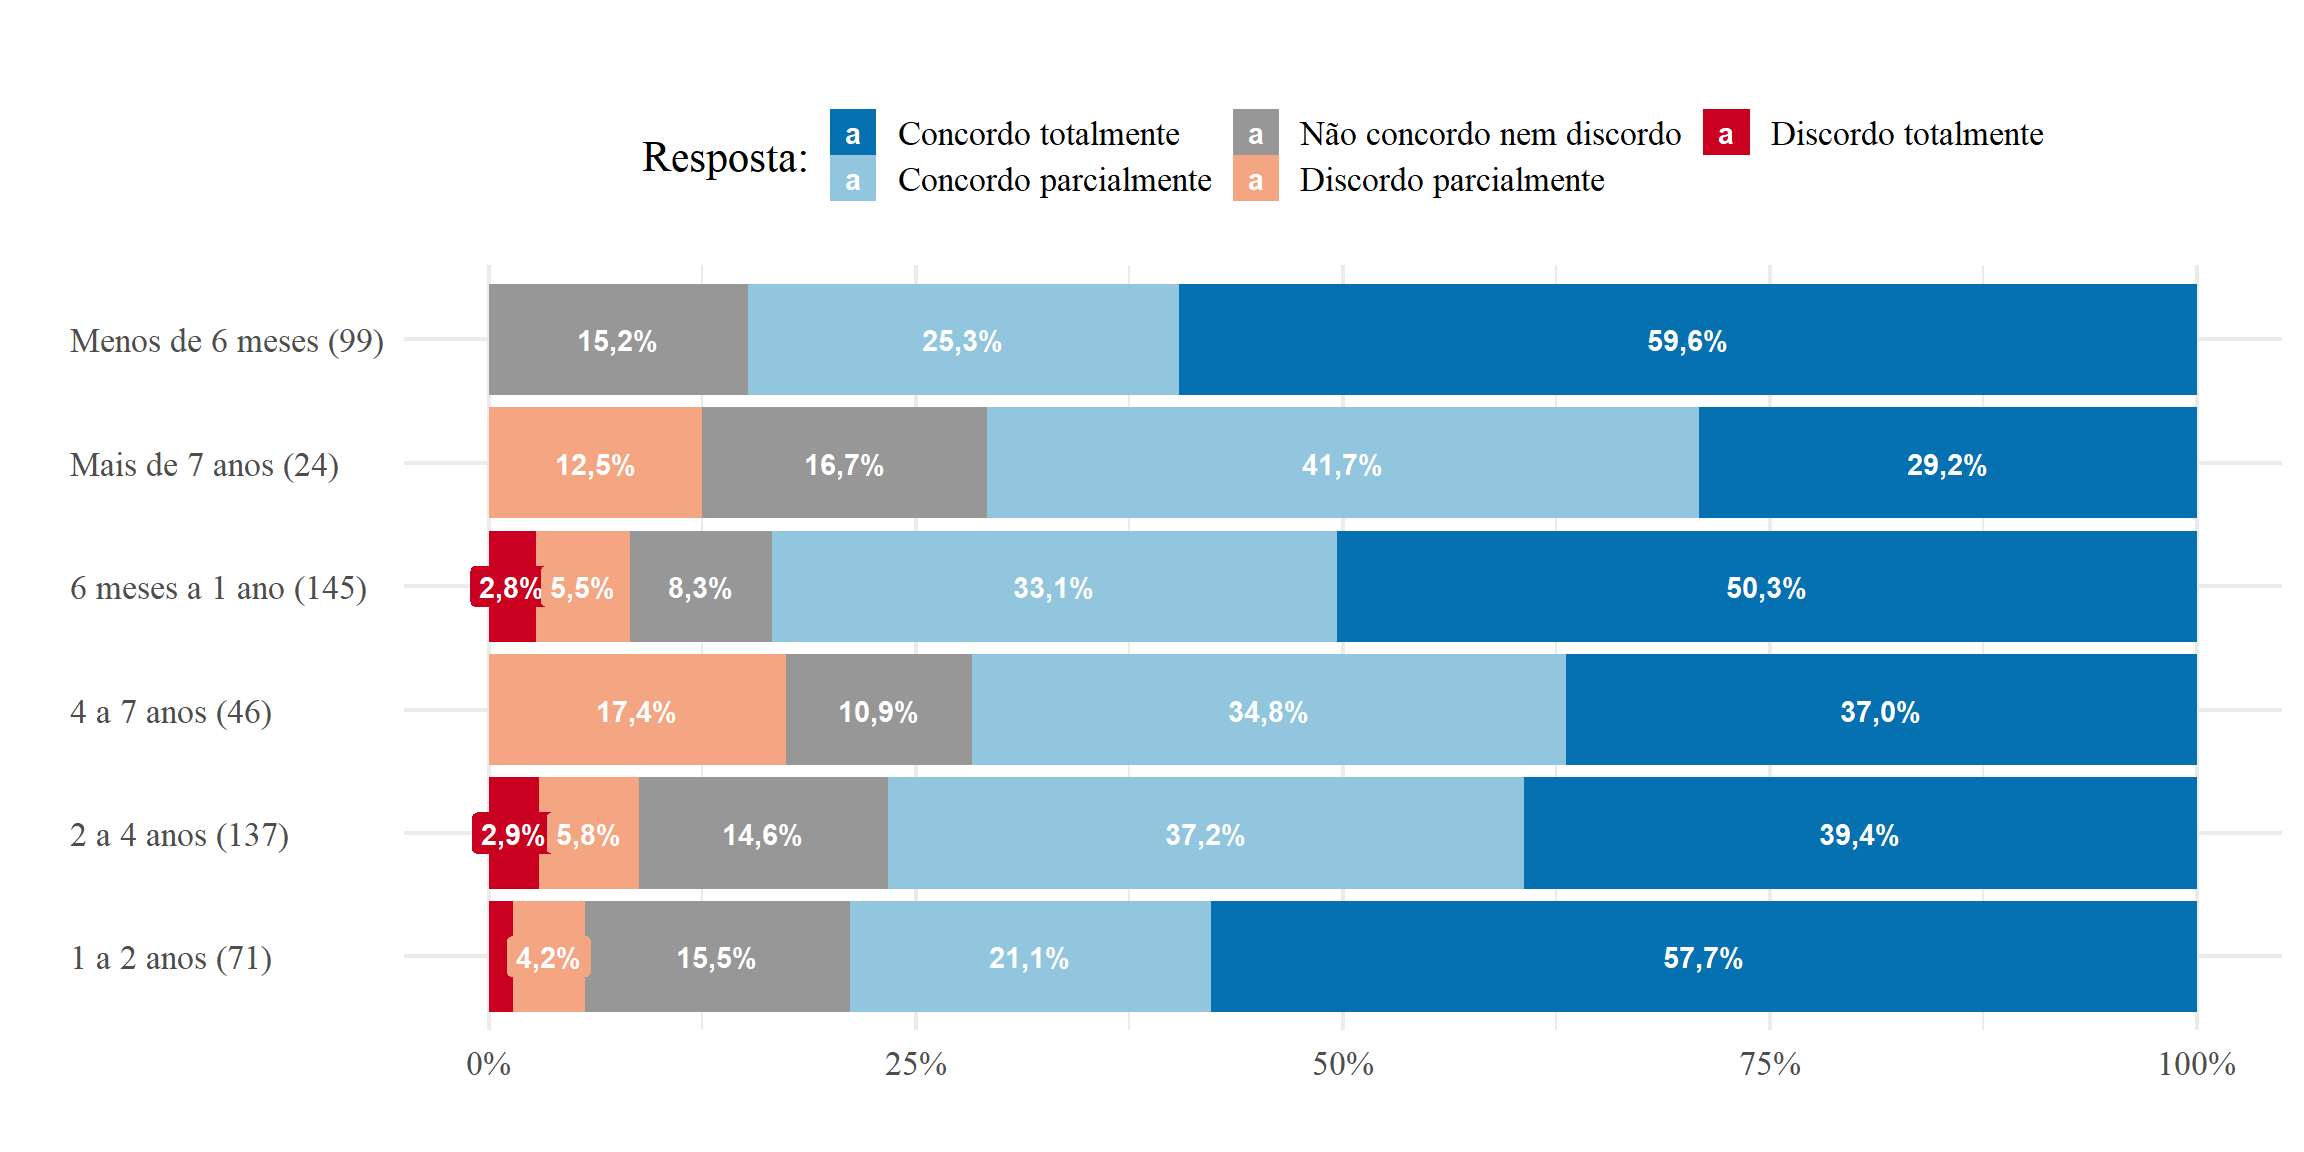 Resposta:
a Concordo totalmente a Não concordo nem discordo a Discordo totalmente
a Concordo parcialmente a Discordo parcialmente
Menos de 6 meses (99) 15,2% 25,3% 59,6%
Mais de 7 anos (24) 12,5% 16,7% 41,7% 29,2%
6 meses a 1 ano (145) 2,8% 5,5% 8,3% 33,1% 50,3%
4 a 7 anos (46) 17,4% 10,9% 34,8% 37,0%
2 a 4 anos (137) 2,9% 5,8% 14,6% 37,2% 39,4%
1 a 2 anos (71) 4,2% 15,5% 21,1% 57,7%
0% 25% 50% 75% 100%